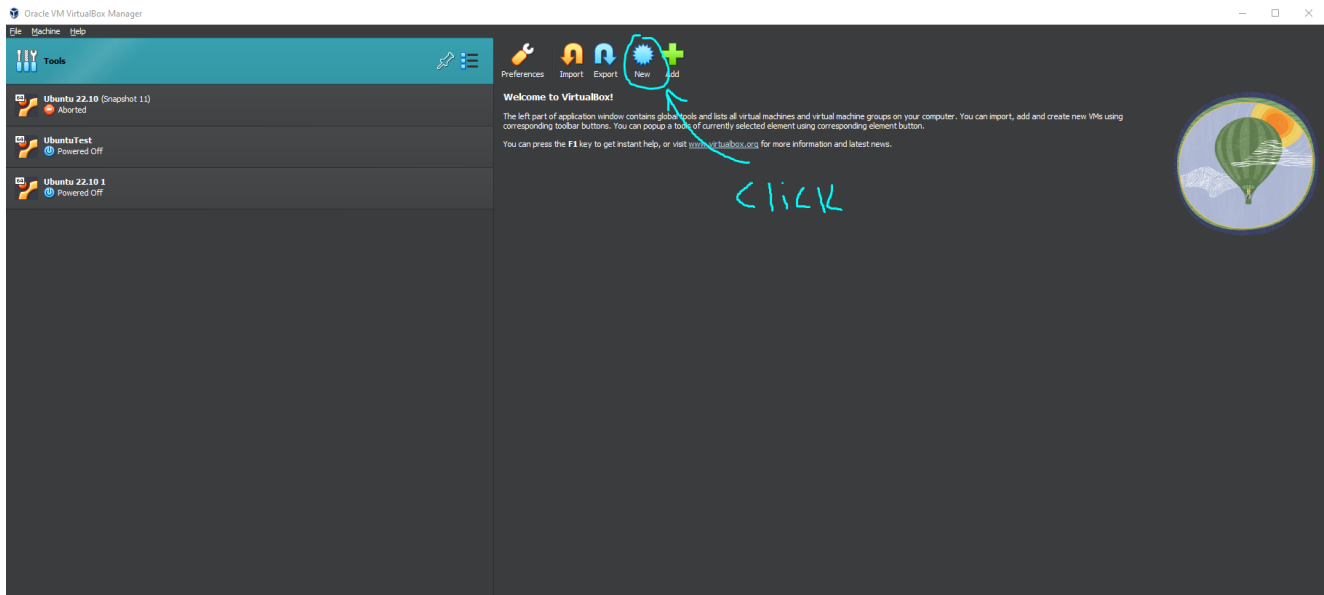 Oracle VM VirtualBox Manager
File Machine Help
Tools
Preferences Import Export New Add
Ubuntu 22.10 (Snapshot 11)
Aborted
UbuntuTest
Powered Off
Ubuntu 22.10 1
Powered Off
Welcome to VirtualBox!
The left part of application window contains global tools and lists all virtual machines and virtual machine groups on your computer. You can import, add and create new VMs using
corresponding toolbar buttons. You can popup a tools of currently selected element using corresponding element button.
You can press the F1 key to get instant help, or visit www.virtualbox.org for more information and latest news.
click